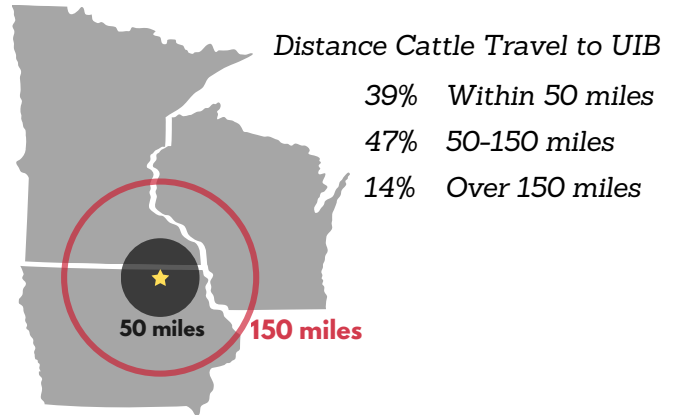 Distance Cattle Travel to UIB
39% Within 50 miles
47% 50-150 miles
14% Over 150 miles
50 miles
150 miles